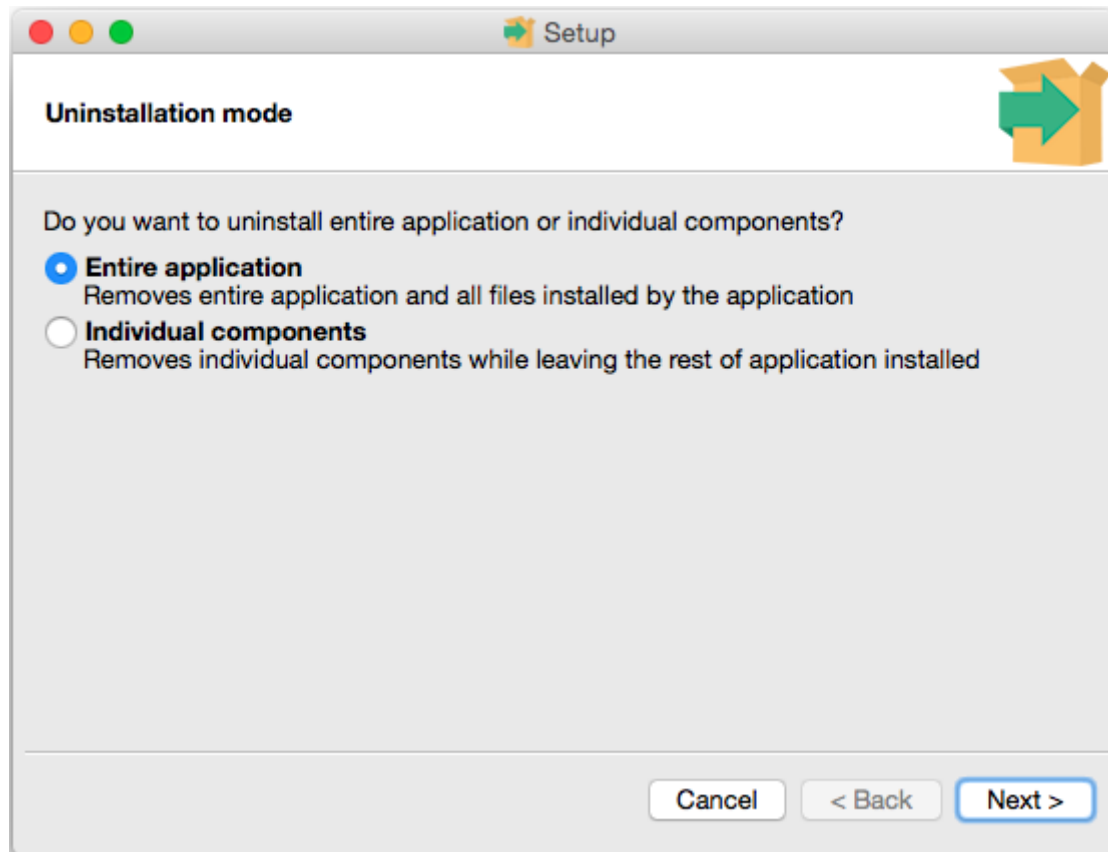 Setup
Uninstallation mode
Do you want to uninstall entire application or individual components?
Entire application
Removes entire application and all files installed by the application
Individual components
Removes individual components while leaving the rest of application installed
Cancel
< Back
Next >